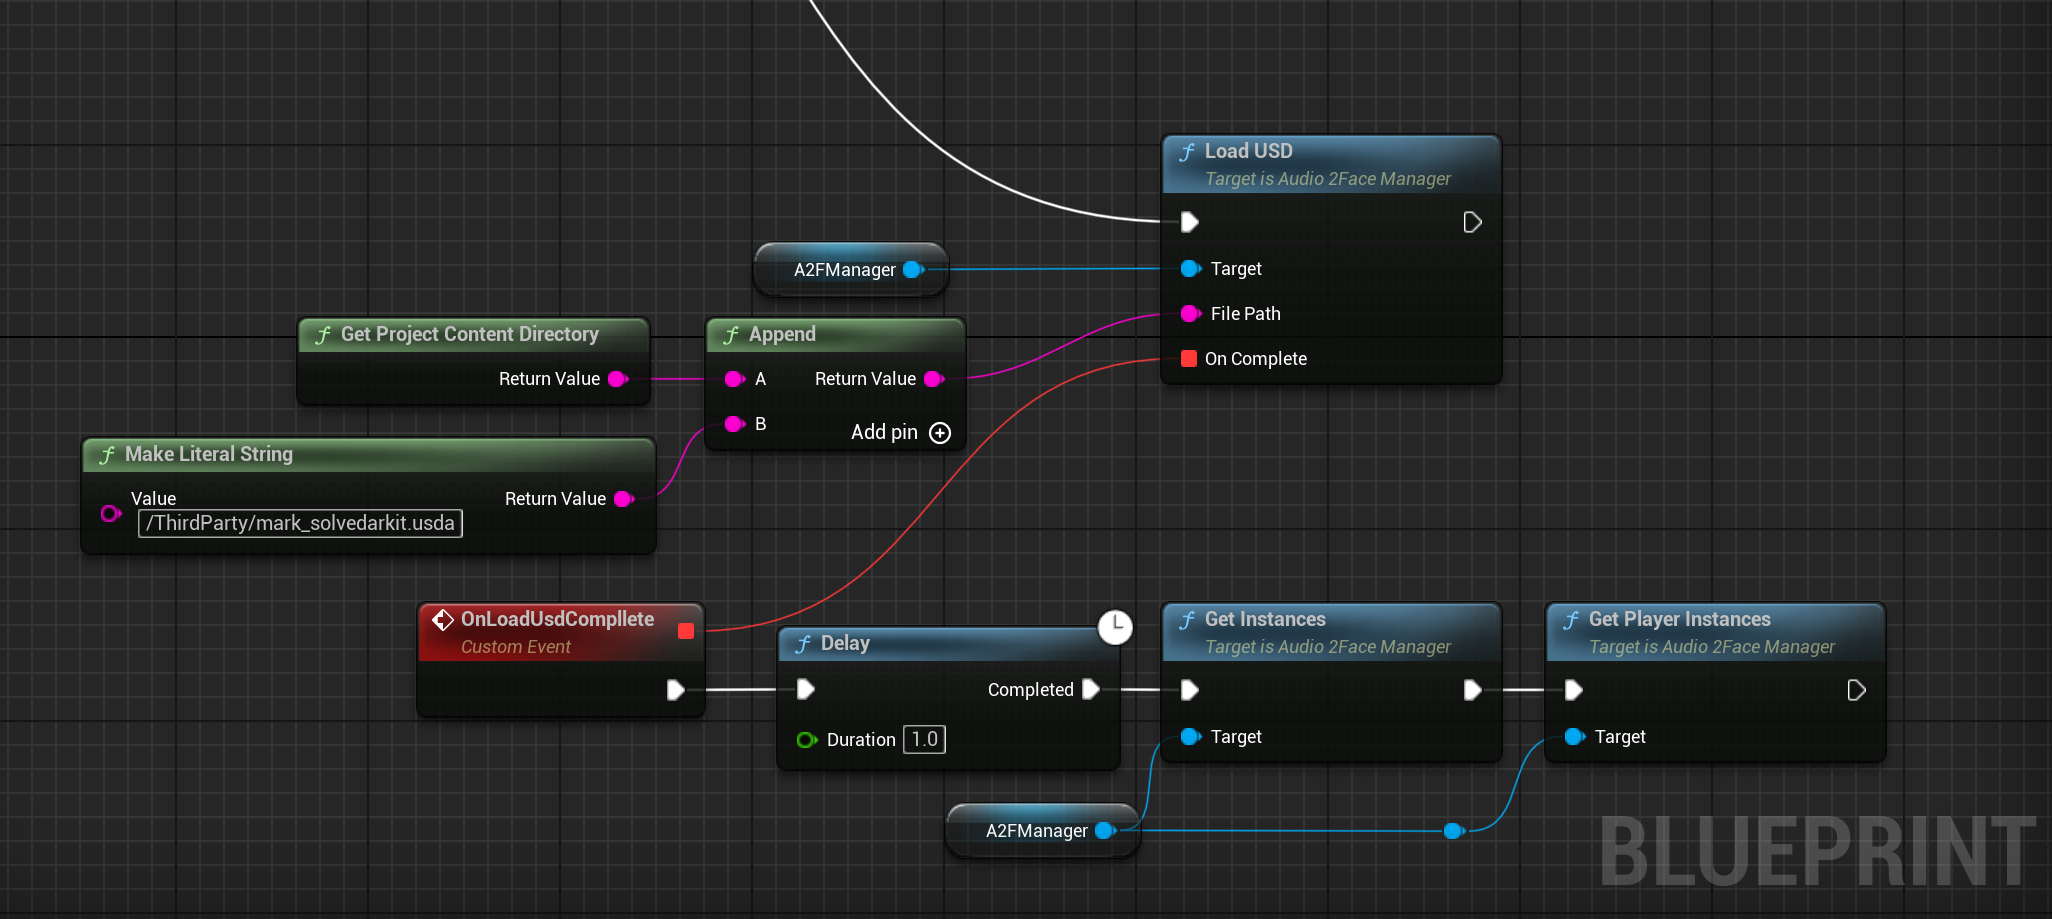 Load USD
Target is Audio 2Face Manager
A2FManager
Target
File Path
On Complete
Get Project Content Directory
Return Value
Append
A
Return Value
B
Add pin
Make Literal String
Value
Return Value
/ThirdParty/mark_solvedarkit.usda
OnLoadUsdCompllete
Custom Event
Delay
Completed
Duration 1.0
Get Instances
Target is Audio 2Face Manager
Target
Get Player Instances
Target is Audio 2Face Manager
Target
A2FManager
BLUEPRINT